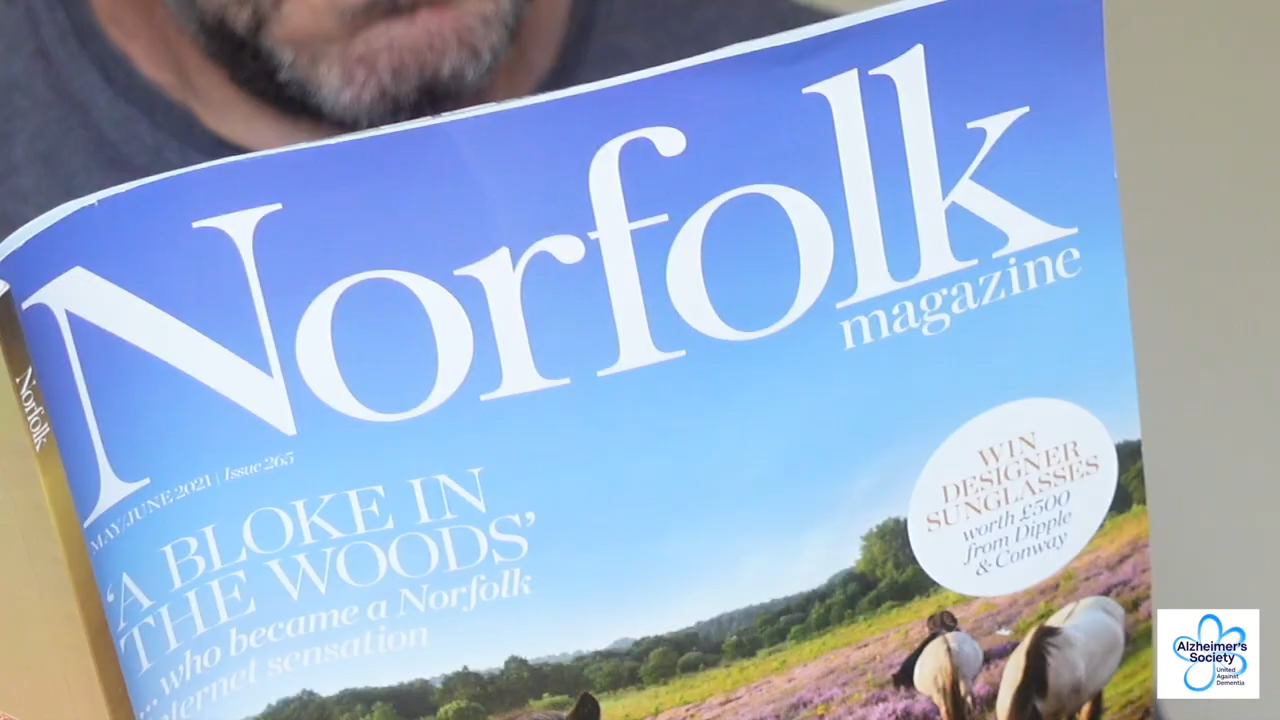 Norfolk
magazine
Norfolk
MAY/JUNE 2021 | Issue 265
'A BLOKE IN
THE WOODS'
who became a Norfolk
internet sensation
WIN
DESIGNER
SUNGLASSES
worth £500
from Dipple
& Conway
Alzheimer's
Society
United
Against
Dementia